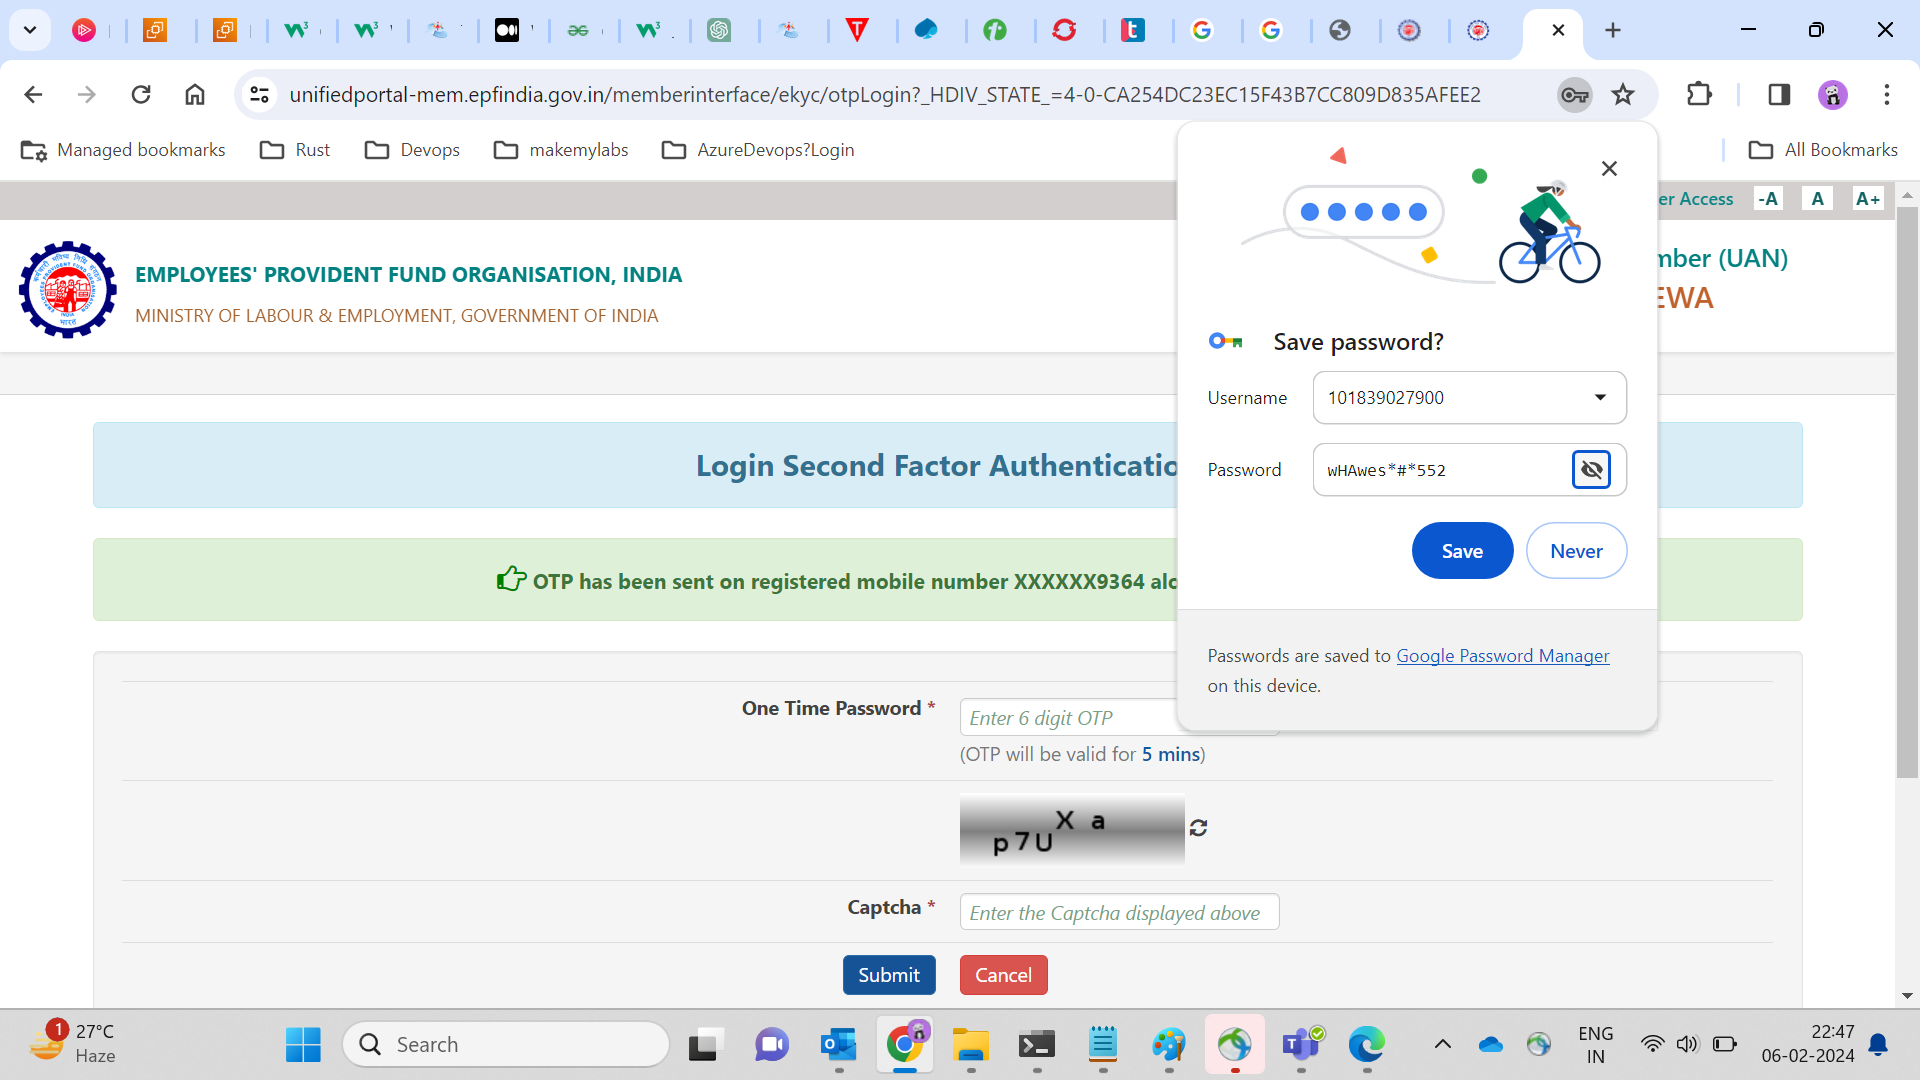 unifiedportal-mem.epfindia.gov.in/memberinterface/ekyc/otpLogin?_HDIV_STATE_=4-0-CA254DC23EC15F43B7CC809D835AFEE2
Managed bookmarks
Rust
Devops
makemylabs
AzureDevops?Login
All Bookmarks
er Access
-A
A
A+
EMPLOYEES' PROVIDENT FUND ORGANISATION, INDIA
MINISTRY OF LABOUR & EMPLOYMENT, GOVERNMENT OF INDIA
mber (UAN)
EWA
Save password?
Username
101839027900
Password
wHAwes*#*552
Save
Never
Passwords are saved to Google Password Manager
on this device.
Login Second Factor Authenticatio
OTP has been sent on registered mobile number XXXXXX9364 alo
One Time Password *
Enter 6 digit OTP
(OTP will be valid for 5 mins)
p7UXa
Captcha *
Enter the Captcha displayed above
Submit
Cancel
1
27°C
Haze
Search
ENG
IN
22:47
06-02-2024